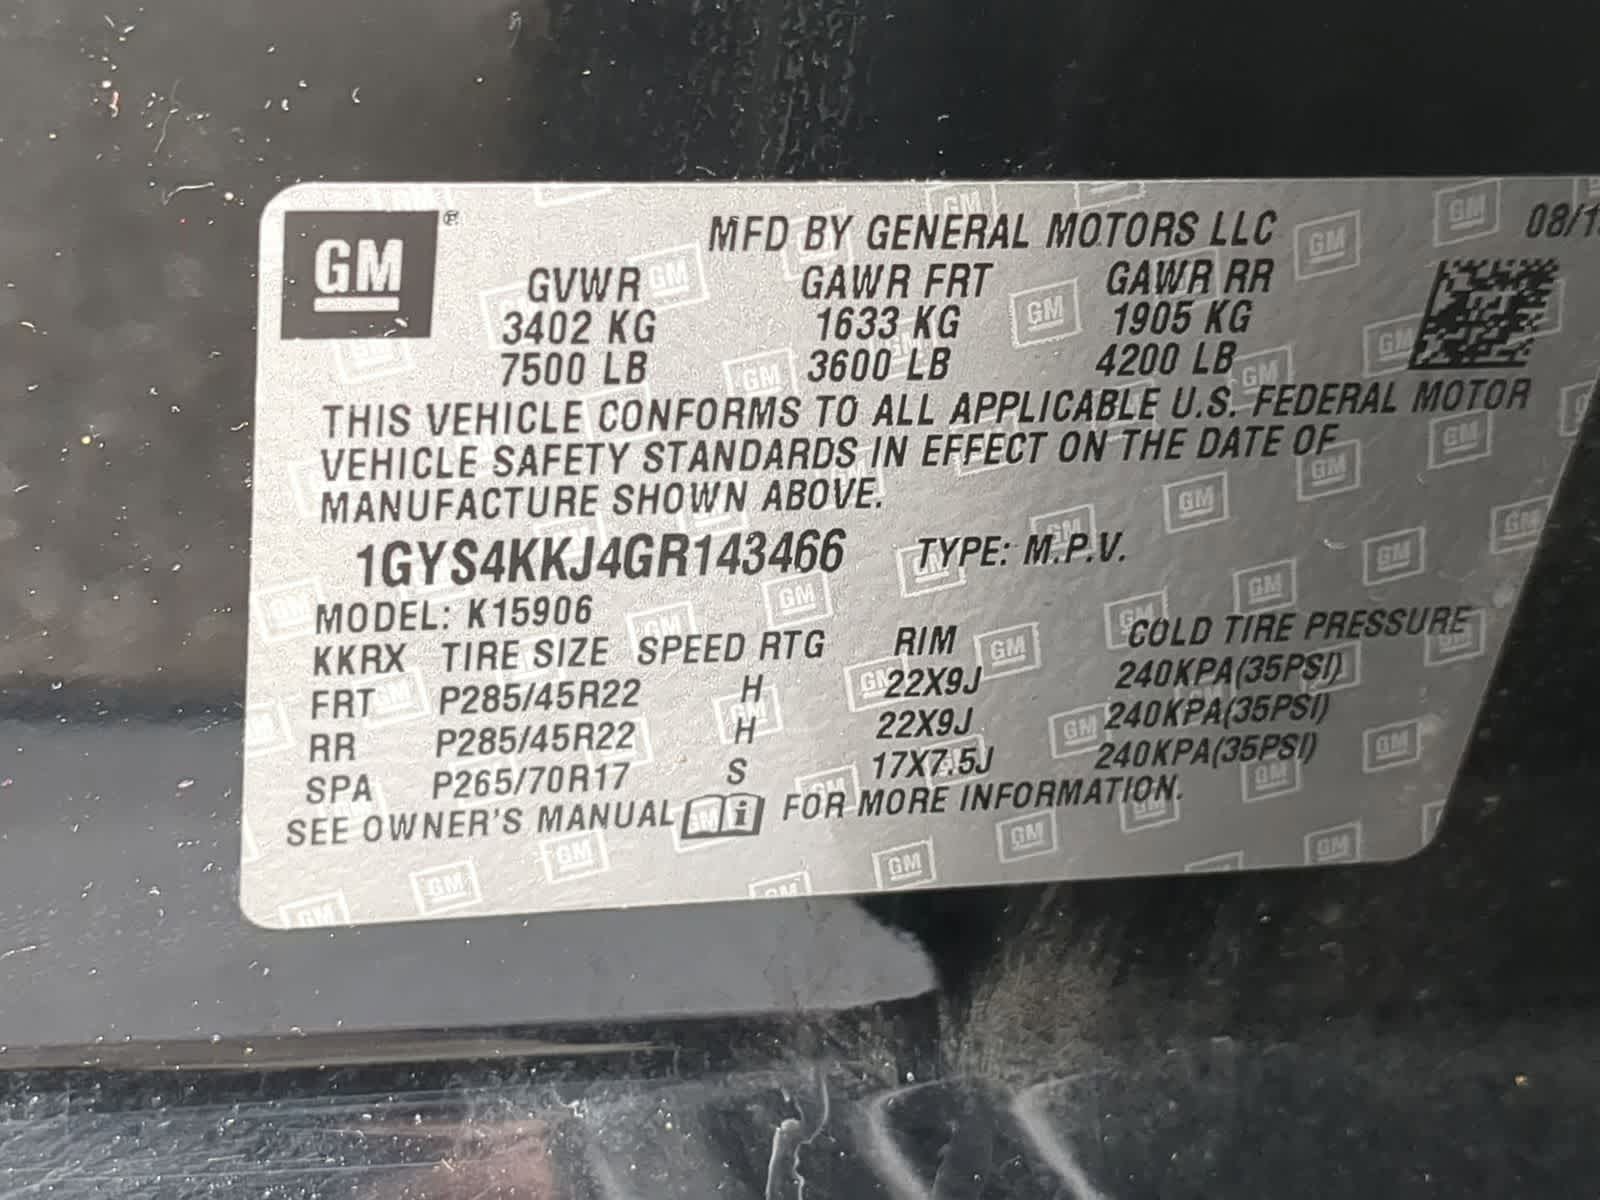 GM ®
MFD BY GENERAL MOTORS LLC
GVWR GAWR FRT GAWR RR
3402 KG 1633 KG 1905 KG
7500 LB 3600 LB 4200 LB
THIS VEHICLE CONFORMS TO ALL APPLICABLE U.S. FEDERAL MOTOR
VEHICLE SAFETY STANDARDS IN EFFECT ON THE DATE OF
MANUFACTURE SHOWN ABOVE.
1GYS4KKJ4GR143466 TYPE: M.P.V.
MODEL: K15906
KKRX TIRE SIZE SPEED RTG RIM COLD TIRE PRESSURE
FRT P285/45R22 H 22X9J 240KPA(35PSI)
RR P285/45R22 H 22X9J 240KPA(35PSI)
SPA P265/70R17 S 17X7.5J 240KPA(35PSI)
SEE OWNER'S MANUAL i FOR MORE INFORMATION.